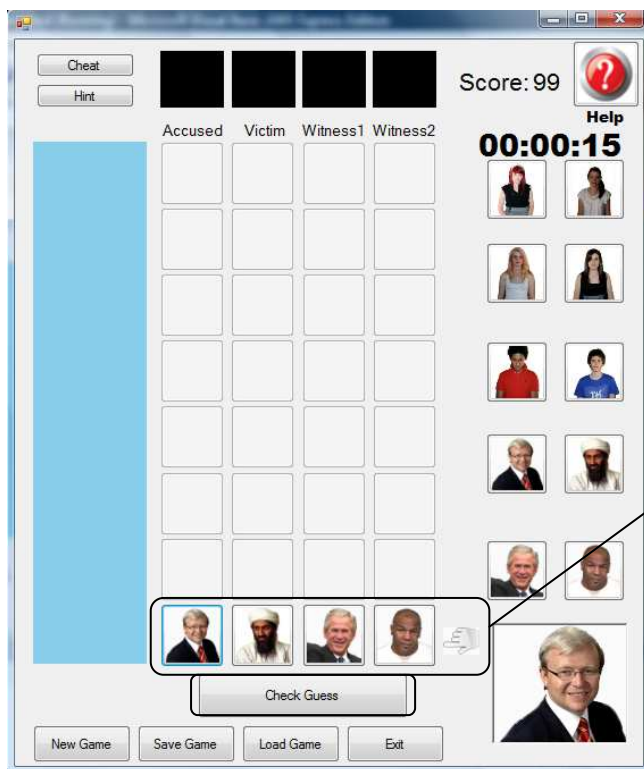 Cheat
Hint
Score: 99
Help
00:00:15
Accused Victim Witness1 Witness2
Check Guess
New Game Save Game Load Game Exit